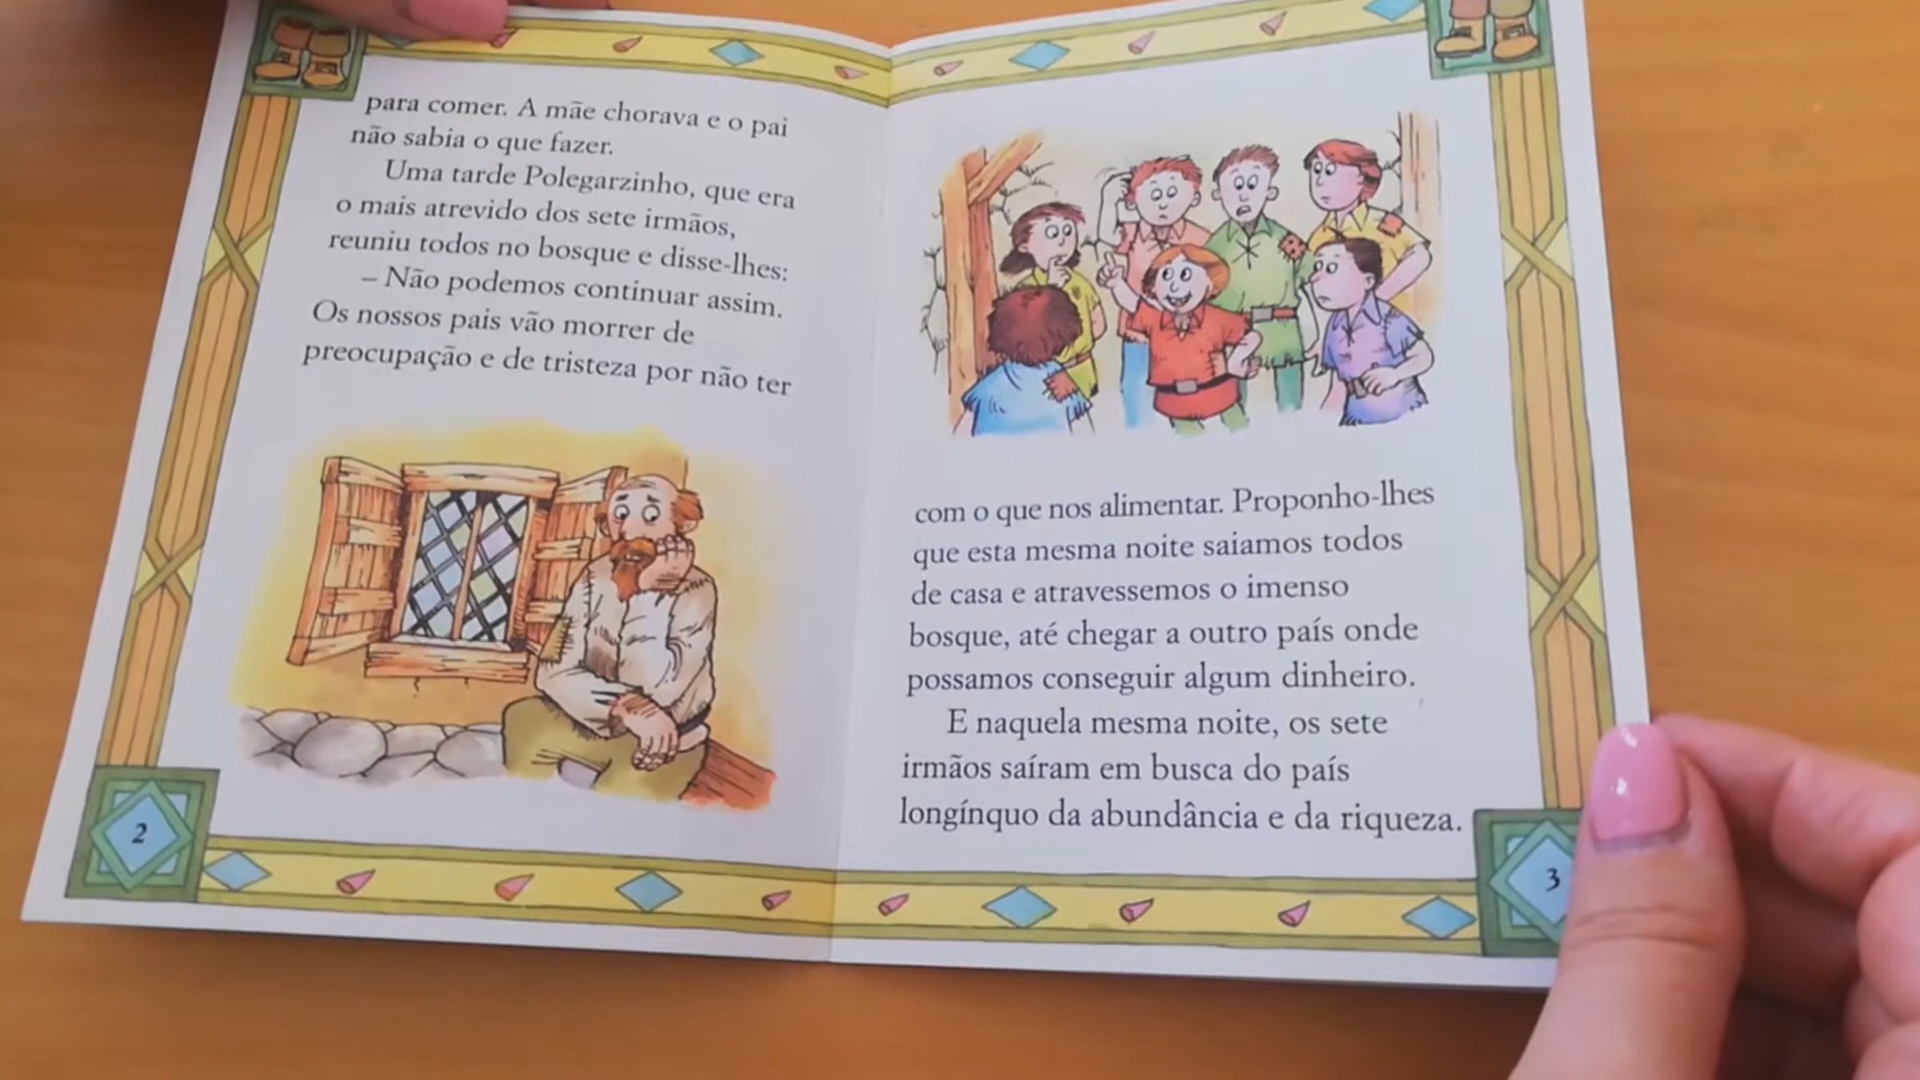 para comer. A mãe chorava e o pai
não sabia o que fazer.
Uma tarde Polegarzinho, que era
o mais atrevido dos sete irmãos,
reuniu todos no bosque e disse-lhes:
– Não podemos continuar assim.
Os nossos pais vão morrer de
preocupação e de tristeza por não ter
2
com o que nos alimentar. Proponho-lhes
que esta mesma noite saiamos todos
de casa e atravessemos o imenso
bosque, até chegar a outro país onde
possamos conseguir algum dinheiro.
E naquela mesma noite, os sete
irmãos saíram em busca do país
longínquo da abundância e da riqueza.
3